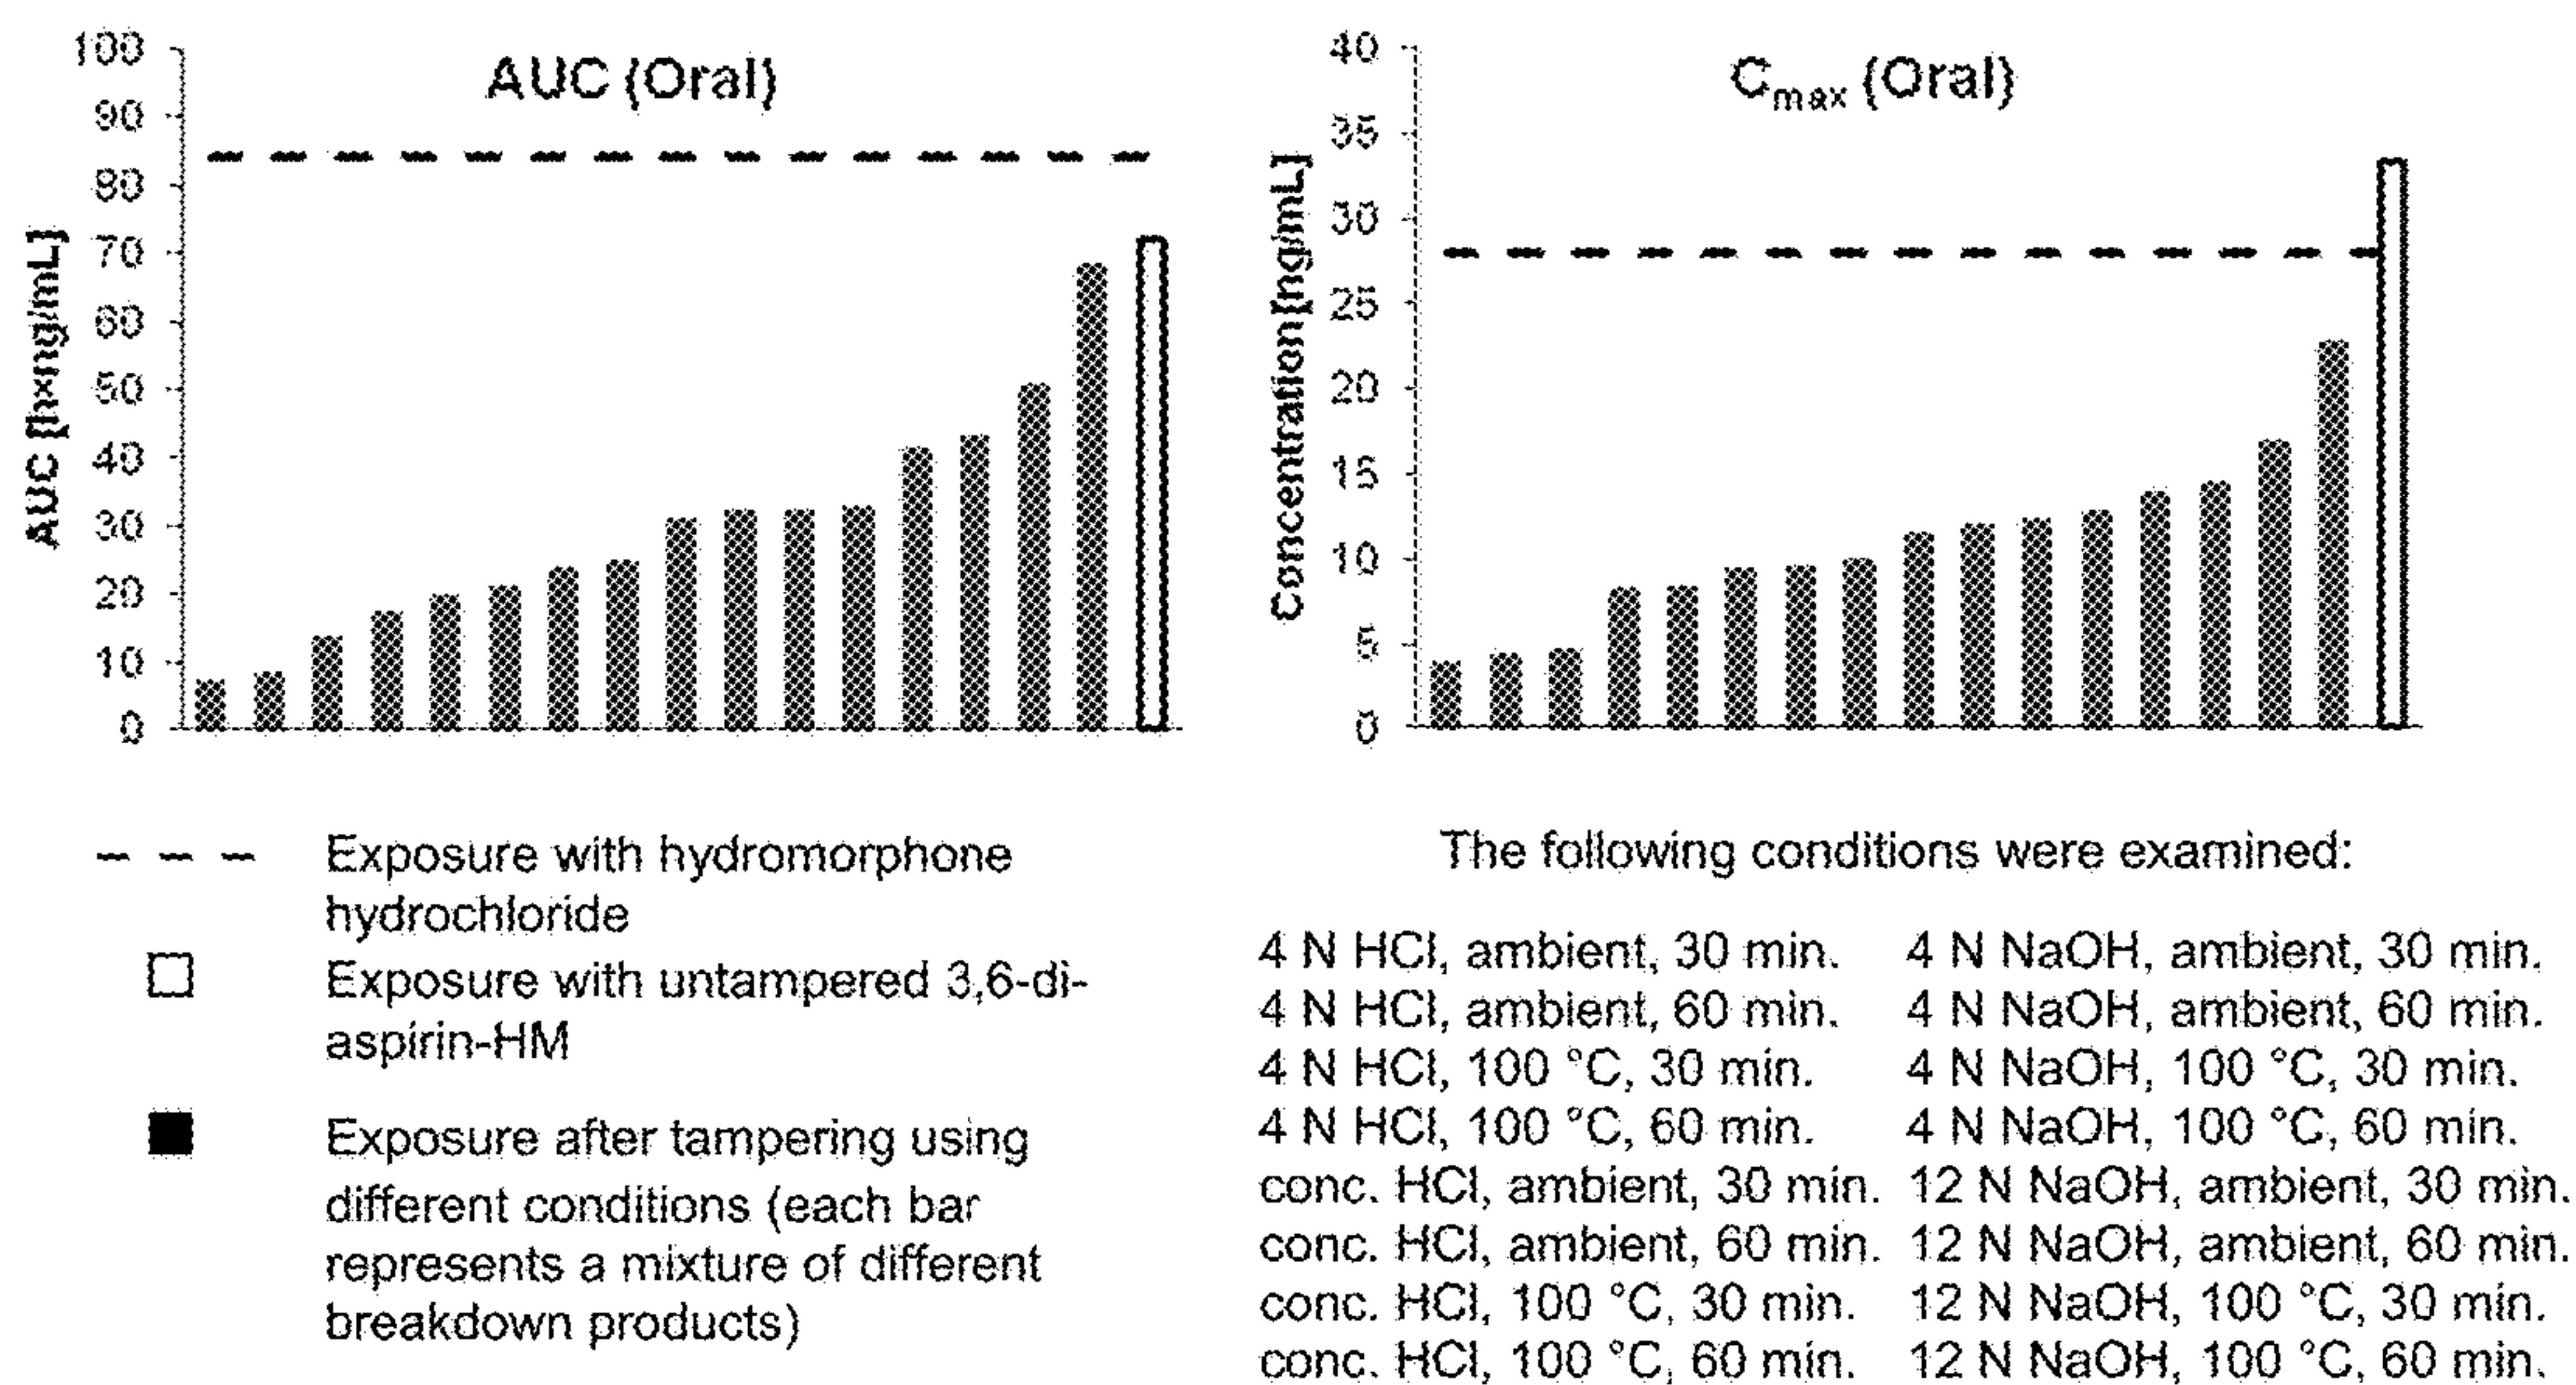 AUC (Oral)
AUC [h×ng/mL]
100
90
80
70
60
50
40
30
20
10
0
Cmax (Oral)
Concentration[ng/mL]
40
35
30
25
20
15
10
5
0
Exposure with hydromorphone
hydrochloride
Exposure with untampered 3,6-di-
aspirin-HM
Exposure after tampering using
different conditions (each bar
represents a mixture of different
breakdown products)
The following conditions were examined:
4 N HCl, ambient, 30 min. 4 N NaOH, ambient, 30 min.
4 N HCl, ambient, 60 min. 4 N NaOH, ambient, 60 min.
4 N HCl, 100 °C, 30 min. 4 N NaOH, 100 °C, 30 min.
4 N HCl, 100 °C, 60 min. 4 N NaOH, 100 °C, 60 min.
conc. HCl, ambient, 30 min. 12 N NaOH, ambient, 30 min.
conc. HCl, ambient, 60 min. 12 N NaOH, ambient, 60 min.
conc. HCl, 100 °C, 30 min. 12 N NaOH, 100 °C, 30 min.
conc. HCl, 100 °C, 60 min. 12 N NaOH, 100 °C, 60 min.